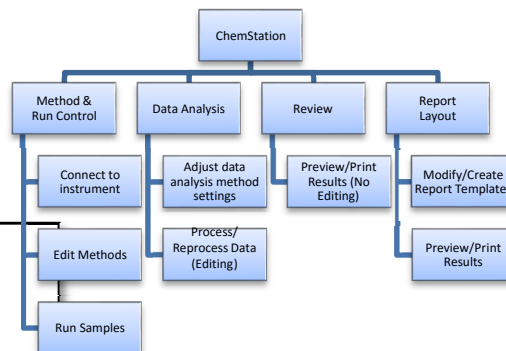 ChemStation
Method &
Run Control
Data Analysis
Review
Report
Layout
Connect to
instrument
Adjust data
analysis method
settings
Preview/Print
Results (No
Editing)
Modify/Create
Report Template
Edit Methods
Process/
Reprocess Data
(Editing)
Preview/Print
Results
Run Samples